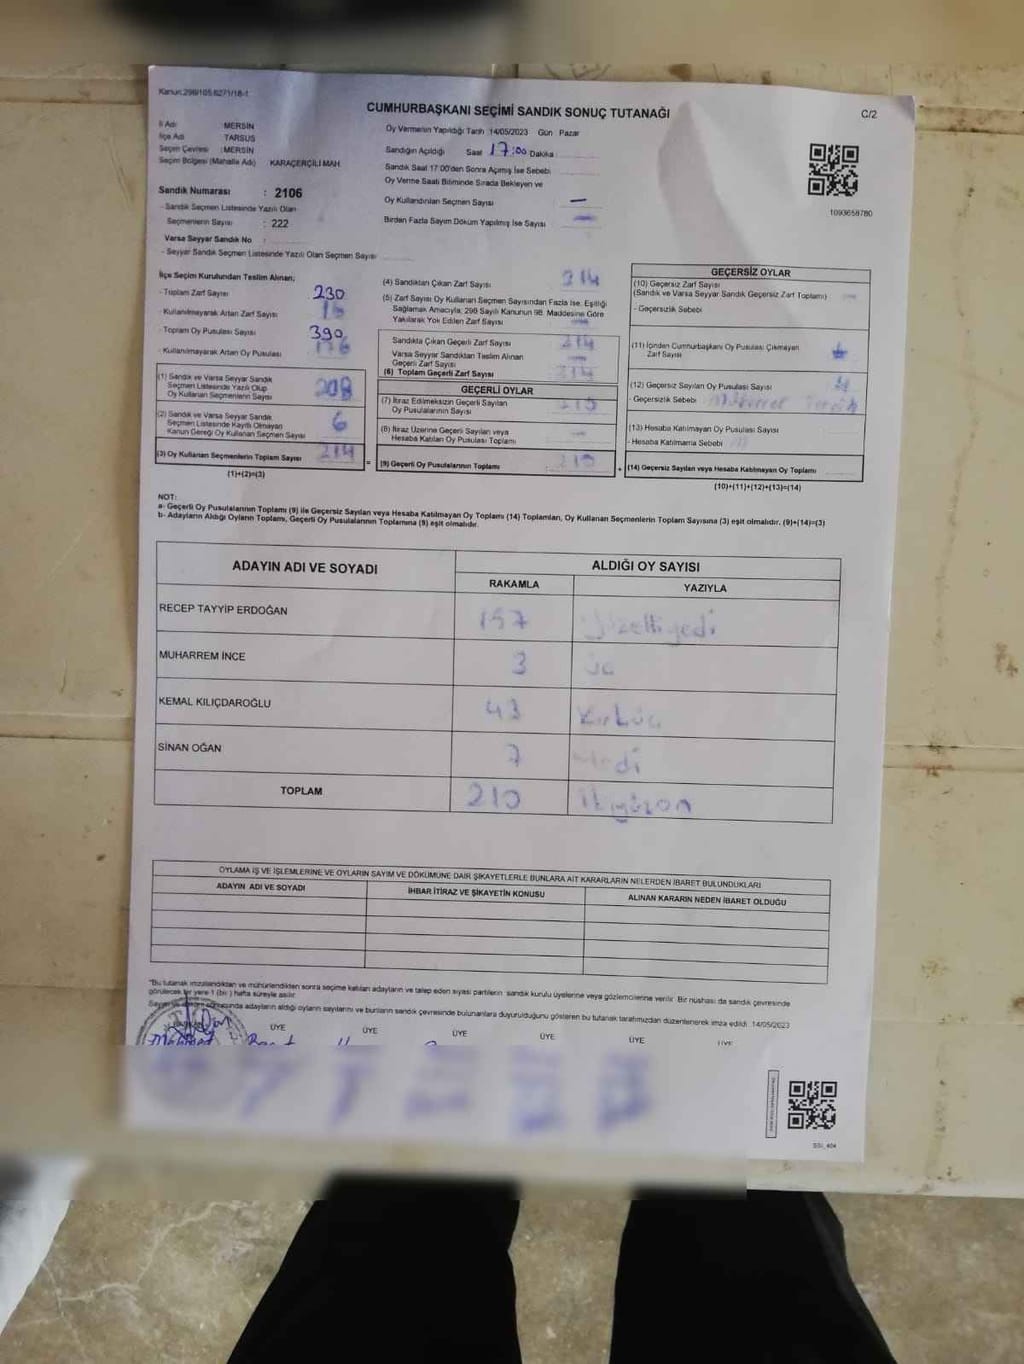 Kanun:298/105.6271/18-1
CUMHURBAŞKANI SEÇİMİ SANDIK SONUÇ TUTANAĞI
C/2
İl Adı : MERSİN
İlçe Adı : TARSUS
Seçim Çevresi : MERSİN
Seçim Bölgesi (Mahalle Adı) KARAÇERÇİLİ MAH.
Sandık Numarası : 2106
- Sandık Seçmen Listesinde Yazılı Olan
Seçmenlerin Sayısı : 222
Varsa Seyyar Sandık No :
- Seyyar Sandık Seçmen Listesinde Yazılı Olan Seçmen Sayısı
Oy Vermenin Yapıldığı Tarih 14/05/2023 Gün Pazar
Sandığın Açıldığı Saat 17:00 Dakika
Sandık Saat 17:00'den Sonra Açılmış İse Sebebi
Oy Verme Saati Bitiminde Sırada Bekleyen ve
Oy Kullandırılan Seçmen Sayısı —
Birden Fazla Sayım Döküm Yapılmış İse Sayısı —
1093658780
İlçe Seçim Kurulundan Teslim Alınan;
- Toplam Zarf Sayısı 230
- Kullanılmayarak Artan Zarf Sayısı 16
- Toplam Oy Pusulası Sayısı 390
- Kullanılmayarak Artan Oy Pusulası 176
(1) Sandık ve Varsa Seyyar Sandık
Seçmen Listesinde Yazılı Olup
Oy Kullanan Seçmenlerin Sayısı 208
(2) Sandık ve Varsa Seyyar Sandık
Seçmen Listesinde Kayıtlı Olmayan
Kanun Gereği Oy Kullanan Seçmen Sayısı 6
(3) Oy Kullanan Seçmenlerin Toplam Sayısı 214
(1)+(2)=(3)
(4) Sandıktan Çıkan Zarf Sayısı 214
(5) Zarf Sayısı Oy Kullanan Seçmen Sayısından Fazla İse, Eşitliği
Sağlamak Amacıyla; 298 Sayılı Kanunun 98. Maddesine Göre
Yakılarak Yok Edilen Zarf Sayısı —
Sandıkta Çıkan Geçerli Zarf Sayısı 214
Varsa Seyyar Sandıktan Teslim Alınan
Geçerli Zarf Sayısı —
(6) Toplam Geçerli Zarf Sayısı 214
GEÇERLİ OYLAR
(7) İtiraz Edilmeksizin Geçerli Sayılan
Oy Pusulalarının Sayısı 210
(8) İtiraz Üzerine Geçerli Sayılan veya
Hesaba Katılan Oy Pusulası Toplamı —
= (9) Geçerli Oy Pusulalarının Toplamı 210
GEÇERSİZ OYLAR
(10) Geçersiz Zarf Sayısı
(Sandık ve Varsa Seyyar Sandık Geçersiz Zarf Toplamı) —
- Geçersizlik Sebebi
(11) İçinden Cumhurbaşkanı Oy Pusulası Çıkmayan
Zarf Sayısı
(12) Geçersiz Sayılan Oy Pusulası Sayısı 4
- Geçersizlik Sebebi Mükerrer Tercih
(13) Hesaba Katılmayan Oy Pusulası Sayısı
- Hesaba Katılmama Sebebi
+ (14) Geçersiz Sayılan veya Hesaba Katılmayan Oy Toplamı
(10)+(11)+(12)+(13)=(14)
NOT:
a- Geçerli Oy Pusulalarının Toplamı (9) ile Geçersiz Sayılan veya Hesaba Katılmayan Oy Toplamı (14) Toplamları, Oy Kullanan Seçmenlerin Toplam Sayısına (3) eşit olmalıdır. (9)+(14)=(3)
b- Adayların Aldığı Oyların Toplamı, Geçerli Oy Pusulalarının Toplamına (9) eşit olmalıdır.
ADAYIN ADI VE SOYADI
ALDIĞI OY SAYISI
RAKAMLA YAZIYLA
RECEP TAYYİP ERDOĞAN 157 Yüzelliyedi
MUHARREM İNCE 3 üç
KEMAL KILIÇDAROĞLU 43 Kırküç
SİNAN OĞAN 7 Yedi
TOPLAM 210 İkiyüzon
OYLAMA İŞ VE İŞLEMLERİNE VE OYLARIN SAYIM VE DÖKÜMÜNE DAİR ŞİKAYETLERLE BUNLARA AİT KARARLARIN NELERDEN İBARET BULUNDUKLARI
ADAYIN ADI VE SOYADI İHBAR İTİRAZ VE ŞİKAYETİN KONUSU ALINAN KARARIN NEDEN İBARET OLDUĞU
"Bu tutanak imzalandıktan ve mühürlendikten sonra seçime katılan adayların ve talep eden siyasi partilerin sandık kurulu üyelerine veya gözlemcilerine verilir. Bir nüshası da sandık çevresinde
görülecek bir yere 1 (bir) hafta süreyle asılır.
Sayım ve döküm sonucunda adayların aldığı oyların sayılarını ve bunların sandık çevresinde bulunanlara duyurulduğunu gösteren bu tutanak tarafımızdan düzenlenerek imza edildi. 14/05/2023
ÜYE ÜYE ÜYE ÜYE ÜYE ÜYE
Mehmet
SSİ_404